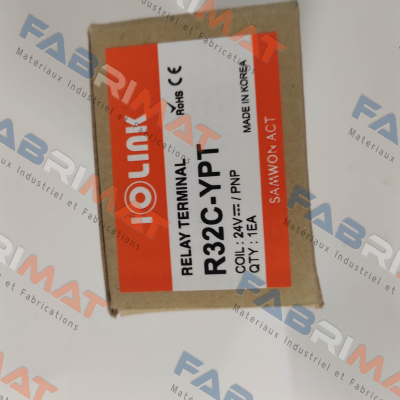 IOLINK
RoHS CE
RELAY TERMINAL
R32C-YPT
COIL : 24V⎓ / PNP
QTY : 1EA
MADE IN KOREA
SAMWON ACT
FABRIMAT
Matériaux Industriel et Fabrications